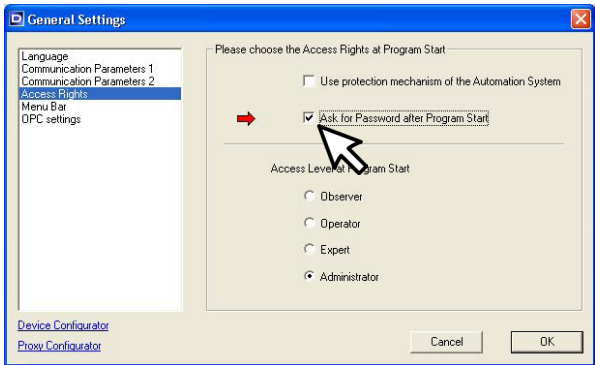 General Settings
Language
Communication Parameters 1
Communication Parameters 2
Access Rights
Menu Bar
OPC settings
Please choose the Access Rights at Program Start
Use protection mechanism of the Automation System
Ask for Password after Program Start
Access Level at Program Start
Observer
Operator
Expert
Administrator
Device Configurator
Proxy Configurator
Cancel
OK